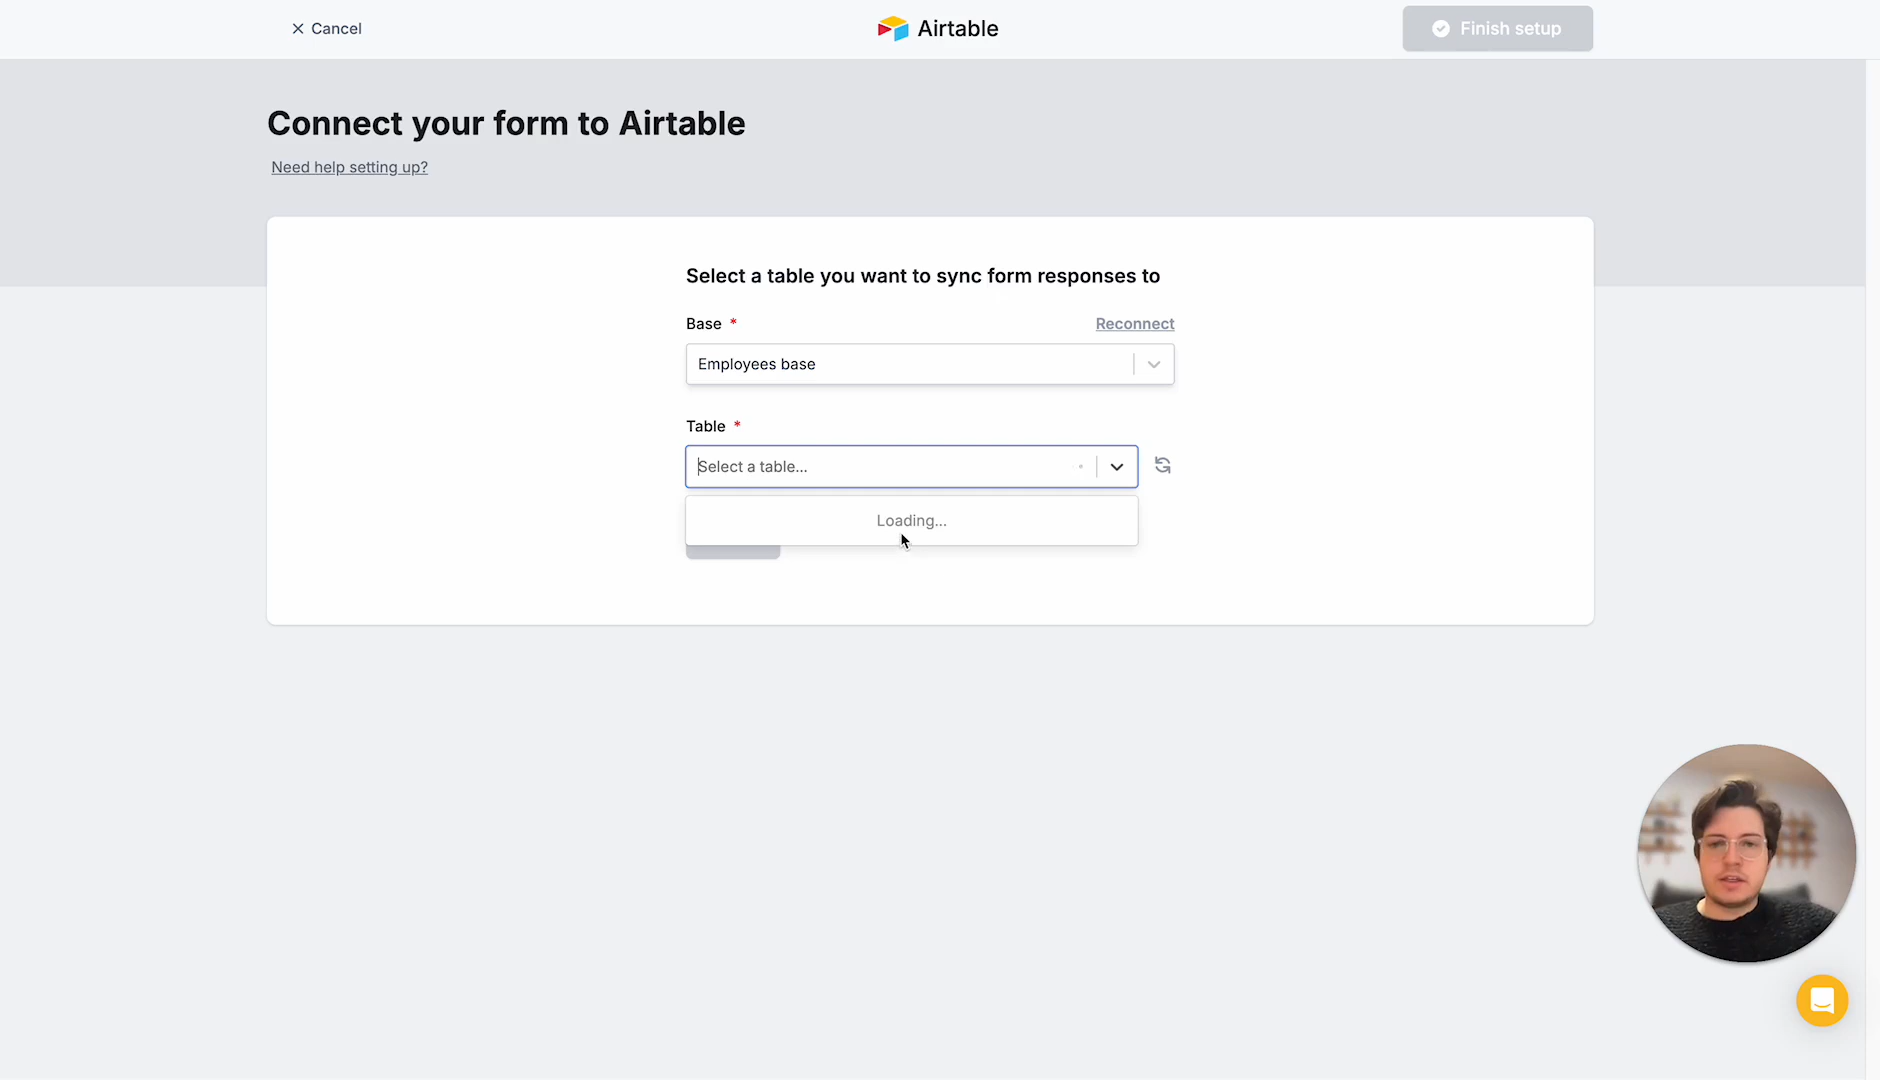 Cancel
Airtable
Finish setup
Connect your form to Airtable
Need help setting up?
Select a table you want to sync form responses to
Base *
Reconnect
Employees base
Table *
Select a table...
Loading...